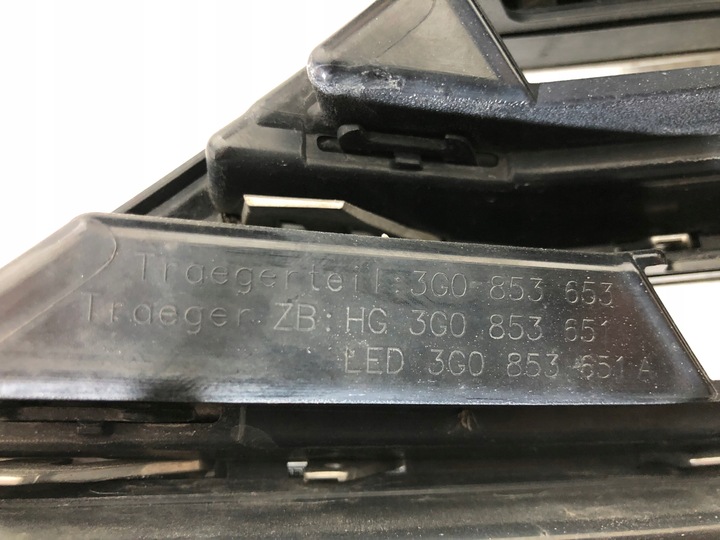 Traegerteil:3G0 853 653
Traeger ZB:HG 3G0 853 651
LED 3G0 853 651 A